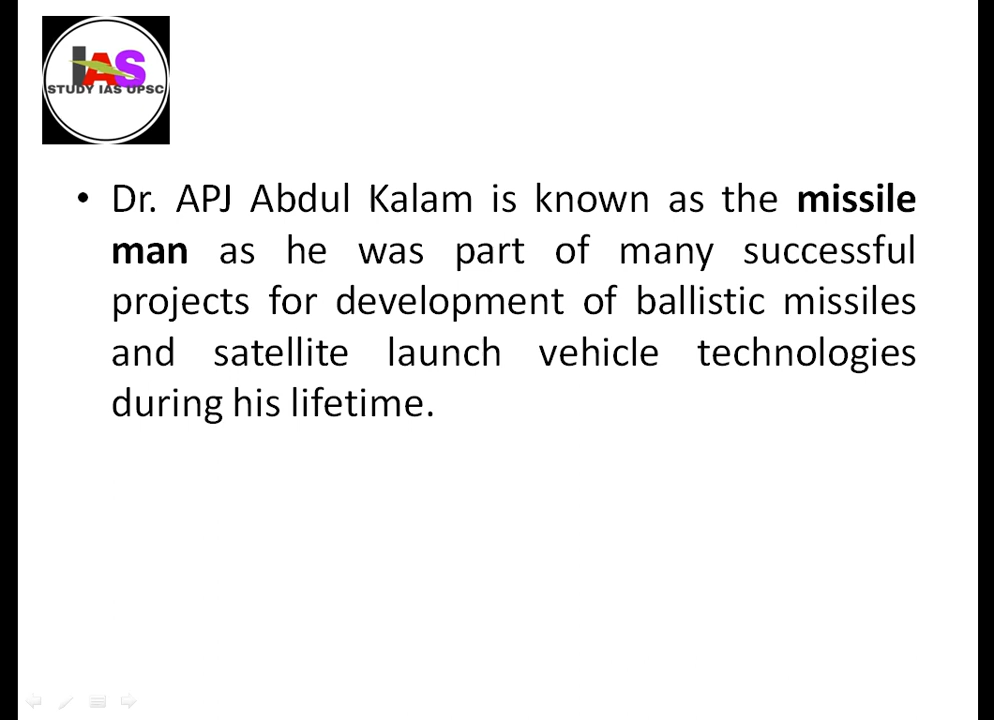 IAS
STUDY IAS UPSC
• Dr. APJ Abdul Kalam is known as the missile
man as he was part of many successful
projects for development of ballistic missiles
and satellite launch vehicle technologies
during his lifetime.